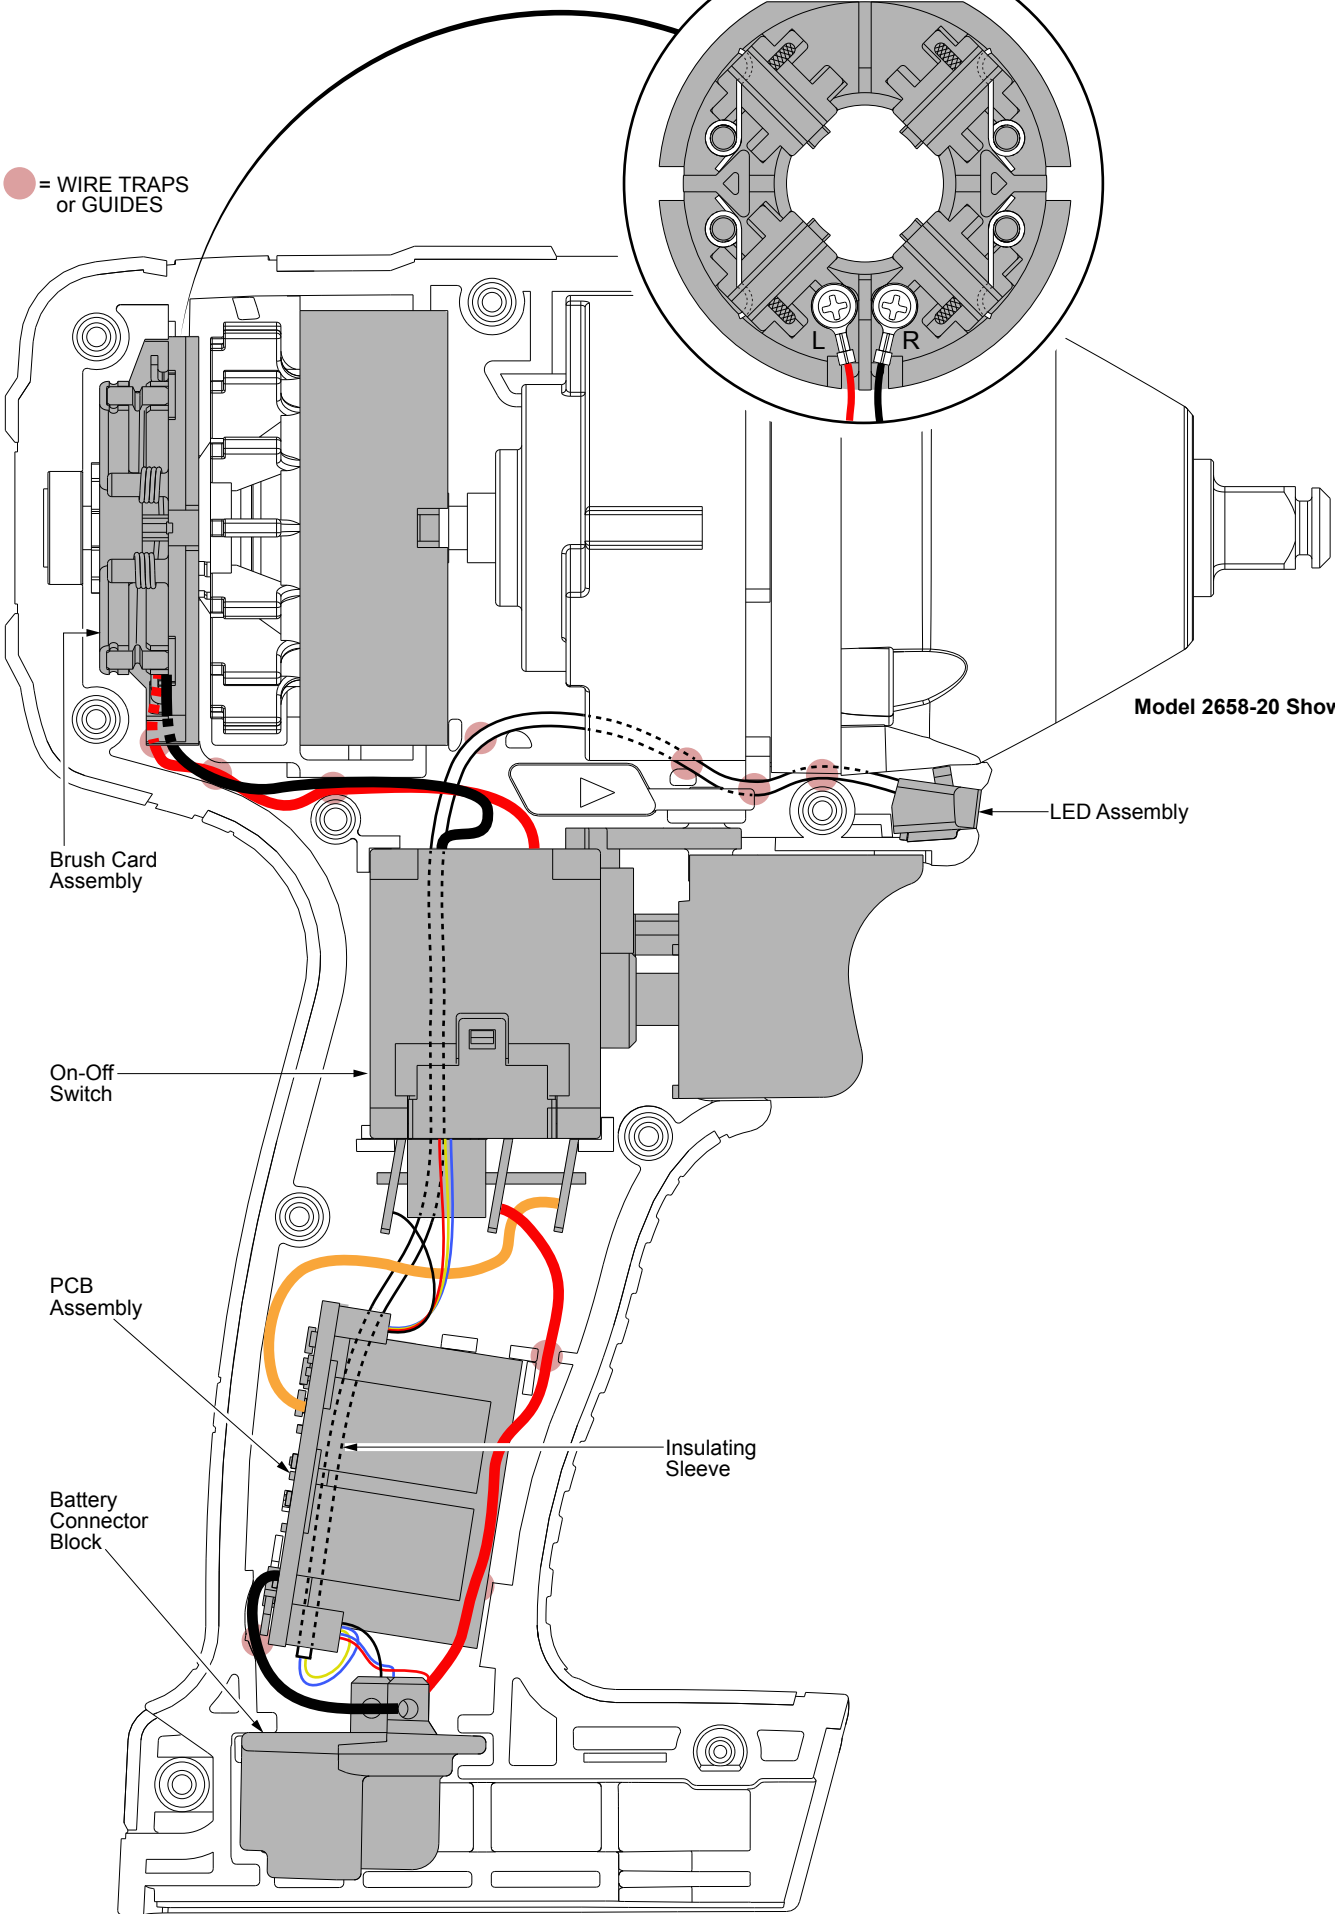 = WIRE TRAPS
or GUIDES
L
R
Model 2658-20 Show
LED Assembly
Brush Card
Assembly
On-Off
Switch
PCB
Assembly
Insulating
Sleeve
Battery
Connector
Block